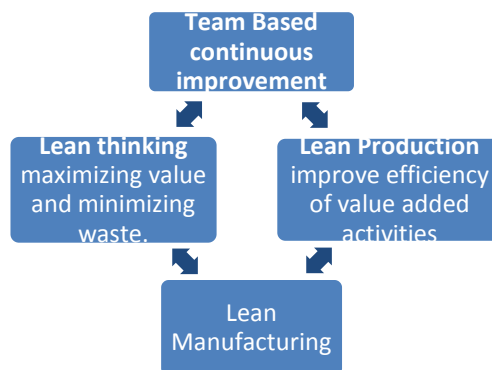 Team Based
continuous
improvement
Lean thinking
maximizing value
and minimizing
waste.
Lean Production
improve efficiency
of value added
activities
Lean
Manufacturing